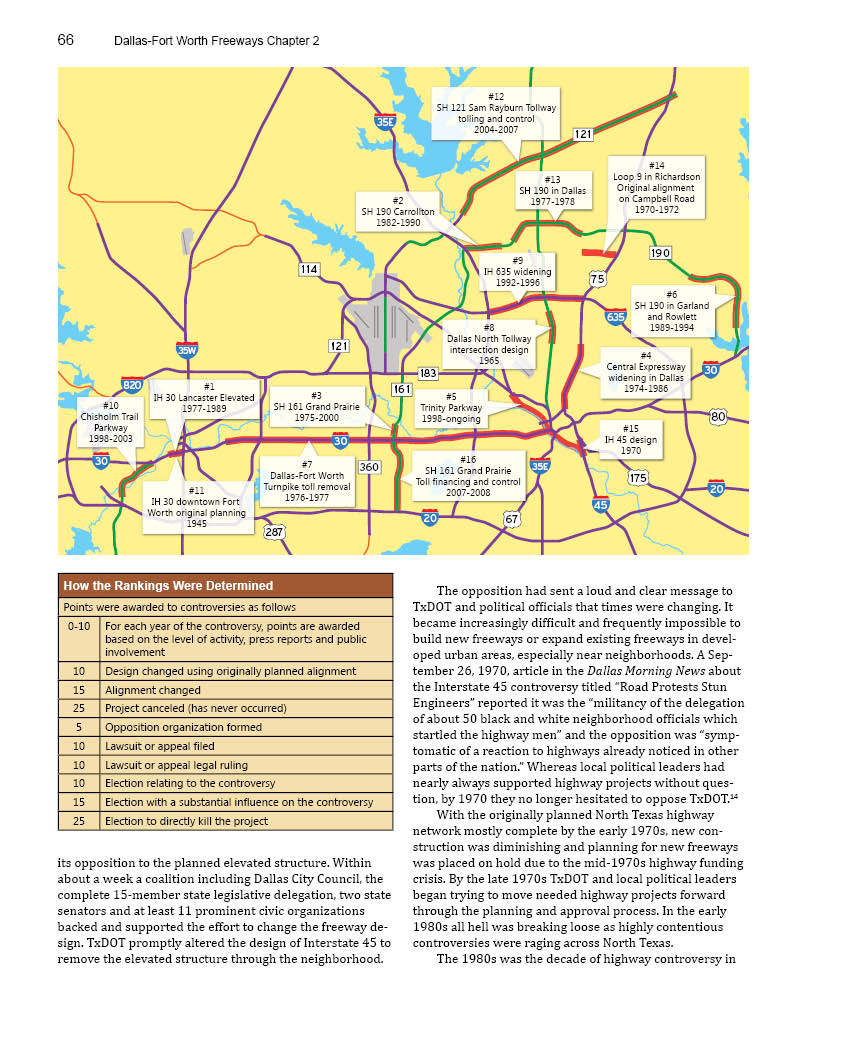 66 Dallas-Fort Worth Freeways Chapter 2
#12
SH 121 Sam Rayburn Tollway
tolling and control
2004-2007
35E
121
#14
Loop 9 in Richardson
Original alignment
on Campbell Road
1970-1972
#13
SH 190 in Dallas
1977-1978
#2
SH 190 Carrollton
1982-1990
190
#9
IH 635 widening
1992-1996
114
75
#6
SH 190 in Garland
and Rowlett
1989-1994
635
#8
Dallas North Tollway
intersection design
1965
121
35W
#4
Central Expressway
widening in Dallas
1974-1986
30
183
820
161
#1
IH 30 Lancaster Elevated
1977-1989
#3
SH 161 Grand Prairie
1975-2000
#5
Trinity Parkway
1998-ongoing
#10
Chisholm Trail
Parkway
1998-2003
80
#15
IH 45 design
1970
30
30
#7
Dallas-Fort Worth
Turnpike toll removal
1976-1977
360
#16
SH 161 Grand Prairie
Toll financing and control
2007-2008
35E
175
#11
IH 30 downtown Fort
Worth original planning
1945
20
45
20
67
287
How the Rankings Were Determined
Points were awarded to controversies as follows
0-10 For each year of the controversy, points are awarded
based on the level of activity, press reports and public
involvement
10 Design changed using originally planned alignment
15 Alignment changed
25 Project canceled (has never occurred)
5 Opposition organization formed
10 Lawsuit or appeal filed
10 Lawsuit or appeal legal ruling
10 Election relating to the controversy
15 Election with a substantial influence on the controversy
25 Election to directly kill the project
its opposition to the planned elevated structure. Within
about a week a coalition including Dallas City Council, the
complete 15-member state legislative delegation, two state
senators and at least 11 prominent civic organizations
backed and supported the effort to change the freeway de-
sign. TxDOT promptly altered the design of Interstate 45 to
remove the elevated structure through the neighborhood.
The opposition had sent a loud and clear message to
TxDOT and political officials that times were changing. It
became increasingly difficult and frequently impossible to
build new freeways or expand existing freeways in devel-
oped urban areas, especially near neighborhoods. A Sep-
tember 26, 1970, article in the Dallas Morning News about
the Interstate 45 controversy titled “Road Protests Stun
Engineers” reported it was the “militancy of the delegation
of about 50 black and white neighborhood officials which
startled the highway men” and the opposition was “symp-
tomatic of a reaction to highways already noticed in other
parts of the nation.” Whereas local political leaders had
nearly always supported highway projects without ques-
tion, by 1970 they no longer hesitated to oppose TxDOT.14
With the originally planned North Texas highway
network mostly complete by the early 1970s, new con-
struction was diminishing and planning for new freeways
was placed on hold due to the mid-1970s highway funding
crisis. By the late 1970s TxDOT and local political leaders
began trying to move needed highway projects forward
through the planning and approval process. In the early
1980s all hell was breaking loose as highly contentious
controversies were raging across North Texas.
The 1980s was the decade of highway controversy in